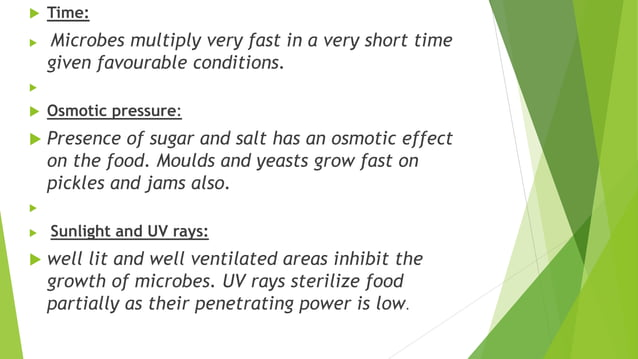 Time:
Microbes multiply very fast in a very short time
given favourable conditions.
Osmotic pressure:
Presence of sugar and salt has an osmotic effect
on the food. Moulds and yeasts grow fast on
pickles and jams also.
Sunlight and UV rays:
well lit and well ventilated areas inhibit the
growth of microbes. UV rays sterilize food
partially as their penetrating power is low.